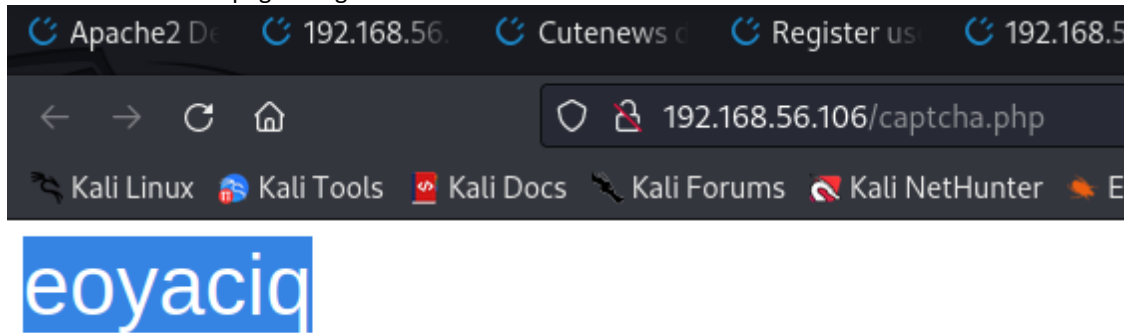 Apache2 De 192.168.56. Cutenews d Register us 192.168.5
192.168.56.106/captcha.php
Kali Linux Kali Tools Kali Docs Kali Forums Kali NetHunter E
eoyaciq